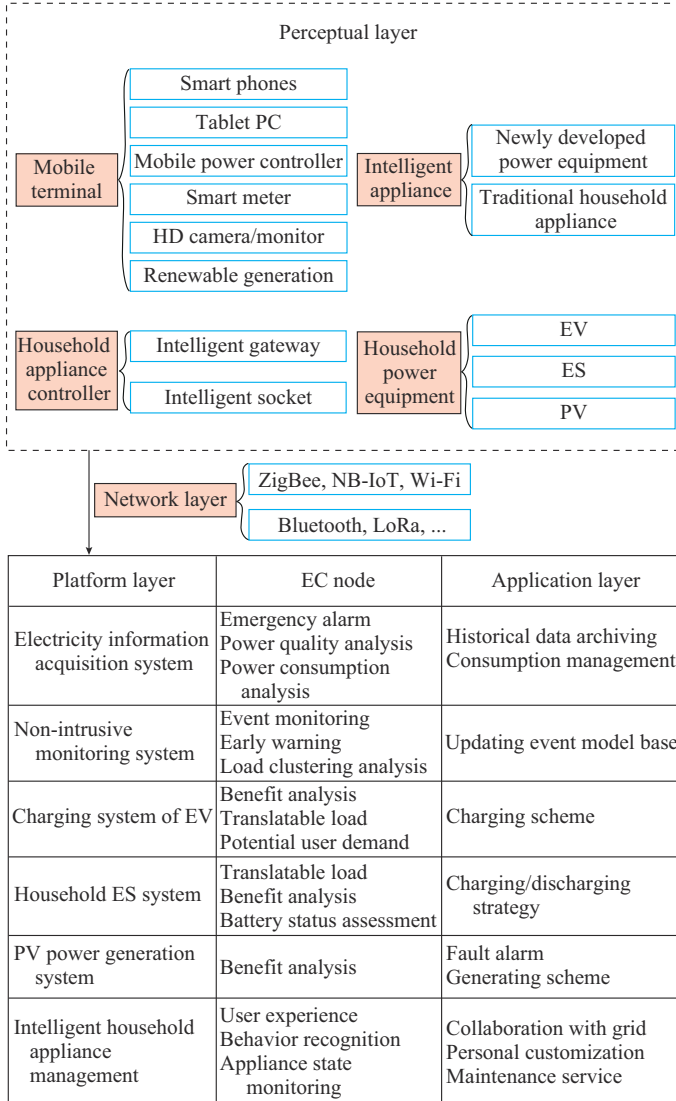 Perceptual layer
Mobile
terminal
Smart phones
Tablet PC
Mobile power controller
Smart meter
HD camera/monitor
Renewable generation
Intelligent
appliance
Newly developed
power equipment
Traditional household
appliance
Household
appliance
controller
Intelligent gateway
Intelligent socket
Household
power
equipment
EV
ES
PV
Network layer
ZigBee, NB-IoT, Wi-Fi
Bluetooth, LoRa, ...
Platform layer
EC node
Application layer
Electricity information
acquisition system
Emergency alarm
Power quality analysis
Power consumption
analysis
Historical data archiving
Consumption management
Non-intrusive
monitoring system
Event monitoring
Early warning
Load clustering analysis
Updating event model base
Charging system of EV
Benefit analysis
Translatable load
Potential user demand
Charging scheme
Household ES system
Translatable load
Benefit analysis
Battery status assessment
Charging/discharging
strategy
PV power generation
system
Benefit analysis
Fault alarm
Generating scheme
Intelligent household
appliance
management
User experience
Behavior recognition
Appliance state
monitoring
Collaboration with grid
Personal customization
Maintenance service